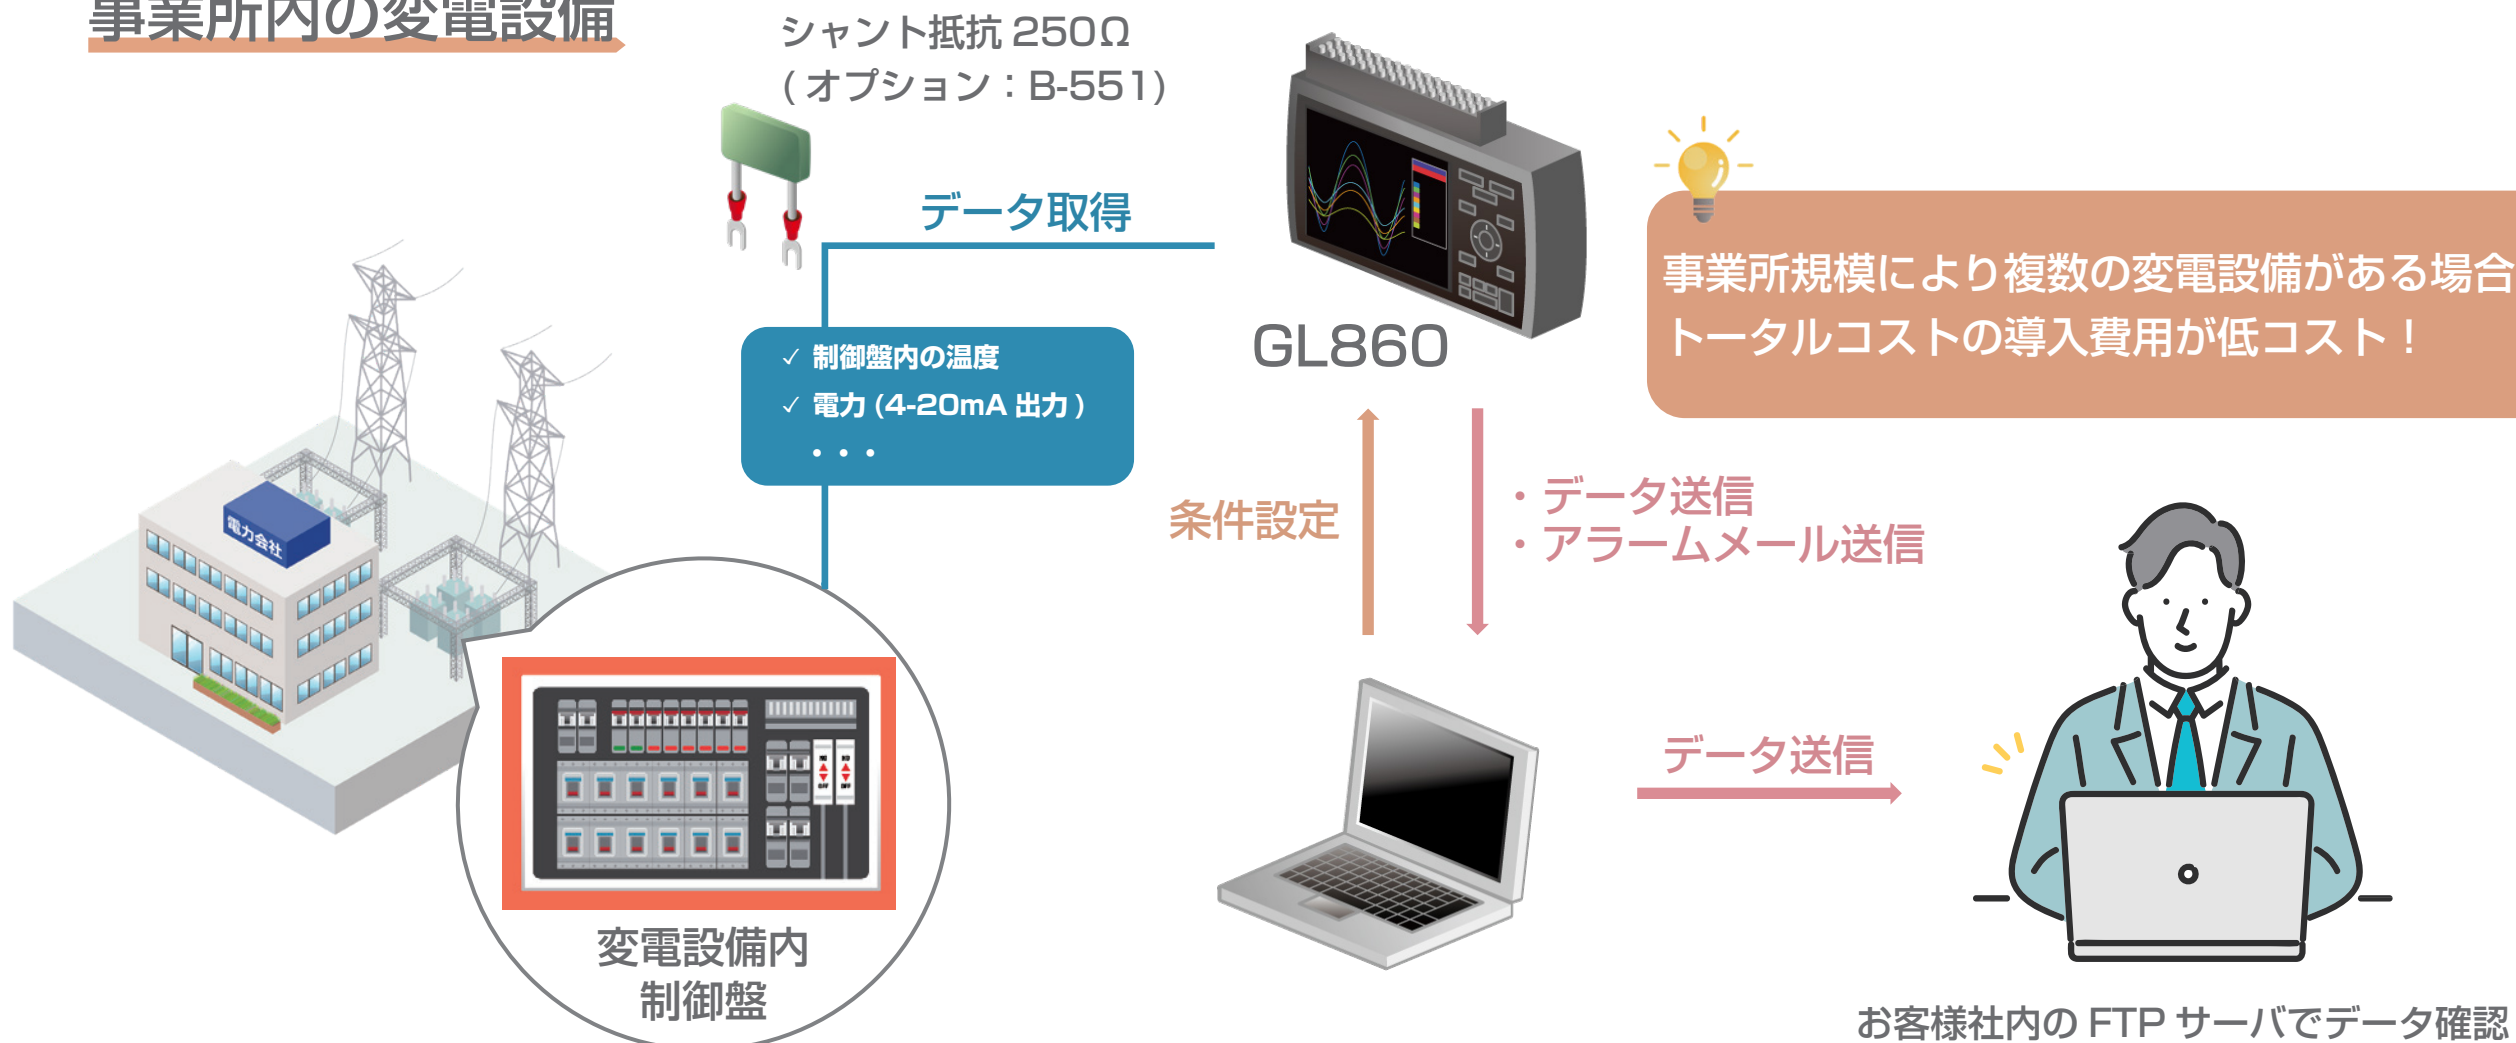 事業所内の変電設備
シャント抵抗 250Ω
( オプション：B-551)
データ取得
✓ 制御盤内の温度
✓ 電力 (4-20mA 出力 )
・・・
GL860
事業所規模により複数の変電設備がある場合
トータルコストの導入費用が低コスト！
条件設定
・データ送信
・アラームメール送信
電力会社
データ送信
変電設備内
制御盤
お客様社内の FTP サーバでデータ確認